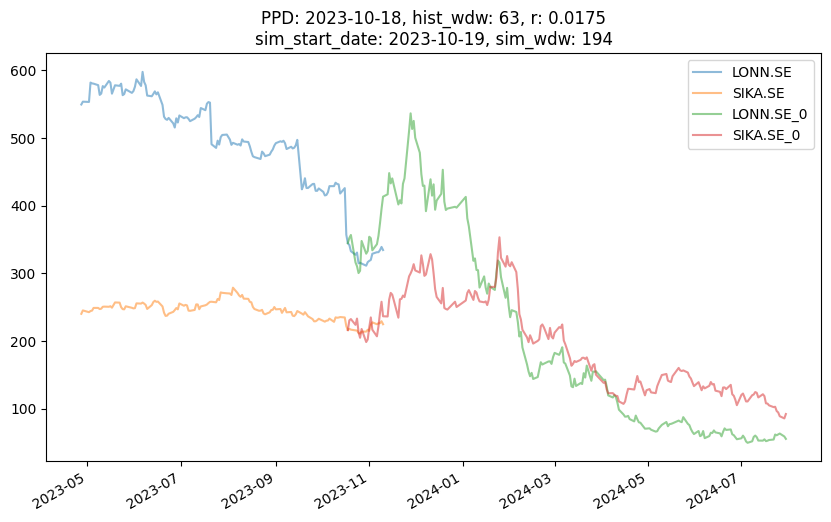 PPD: 2023-10-18, hist_wdw: 63, r: 0.0175
sim_start_date: 2023-10-19, sim_wdw: 194
LONN.SE
SIKA.SE
LONN.SE_0
SIKA.SE_0
600
500
400
300
200
100
2023-05
2023-07
2023-09
2023-11
2024-01
2024-03
2024-05
2024-07